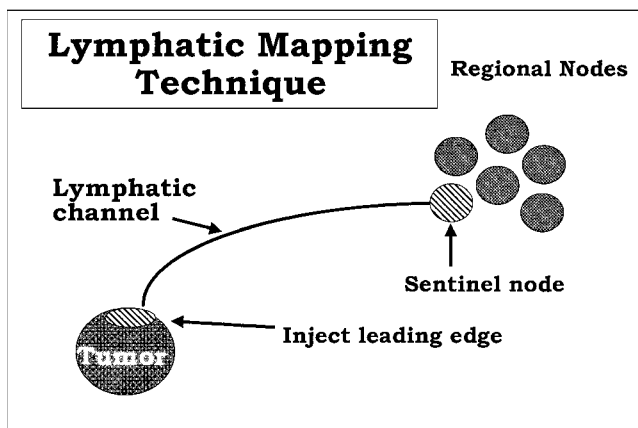 Lymphatic Mapping
Technique
Regional Nodes
Lymphatic
channel
Sentinel node
Inject leading edge
Tumor